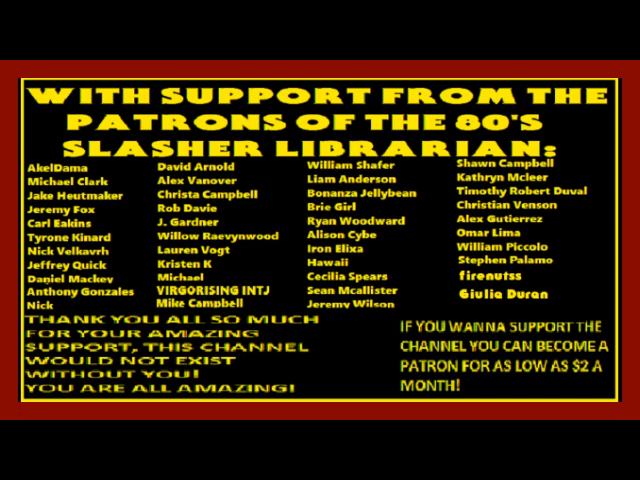 WITH SUPPORT FROM THE
PATRONS OF THE 80'S
SLASHER LIBRARIAN:
AkelDama
Michael Clark
Jake Heutmaker
Jeremy Fox
Carl Eakins
Tyrone Kinard
Nick Velkavrh
Jeffrey Quick
Daniel Mackey
Anthony Gonzales
Nick
David Arnold
Alex Vanover
Christa Campbell
Rob Davie
J. Gardner
Willow Raevynwood
Lauren Vogt
Kristen K
Michael
VIRGORISING INTJ
Mike Campbell
William Shafer
Liam Anderson
Bonanza Jellybean
Brie Girl
Ryan Woodward
Alison Cybe
Iron Elixa
Hawaii
Cecilia Spears
Sean Mcallister
Jeremy Wilson
Shawn Campbell
Kathryn Mcleer
Timothy Robert Duval
Christian Venson
Alex Gutierrez
Omar Lima
William Piccolo
Stephen Palamo
firenutss
Giulia Duran
THANK YOU ALL SO MUCH
FOR YOUR AMAZING
SUPPORT, THIS CHANNEL
WOULD NOT EXIST
WITHOUT YOU!
YOU ARE ALL AMAZING!
IF YOU WANNA SUPPORT THE
CHANNEL YOU CAN BECOME A
PATRON FOR AS LOW AS $2 A
MONTH!